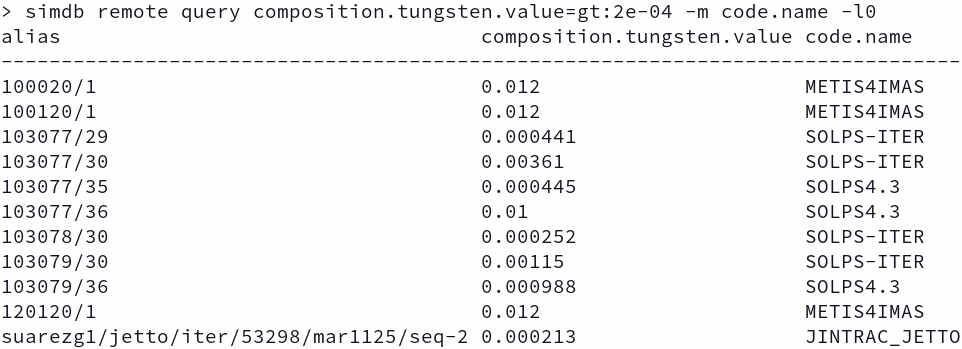 > simdb remote query composition.tungsten.value=gt:2e-04 -m code.name -l0
alias                                   composition.tungsten.value code.name
--------------------------------------------------------------------------------
100020/1                                0.012                      METIS4IMAS
100120/1                                0.012                      METIS4IMAS
103077/29                               0.000441                   SOLPS-ITER
103077/30                               0.00361                    SOLPS-ITER
103077/35                               0.000445                   SOLPS4.3
103077/36                               0.01                       SOLPS4.3
103078/30                               0.000252                   SOLPS-ITER
103079/30                               0.00115                    SOLPS-ITER
103079/36                               0.000988                   SOLPS4.3
120120/1                                0.012                      METIS4IMAS
suarezg1/jetto/iter/53298/mar1125/seq-2 0.000213                   JINTRAC_JETTO